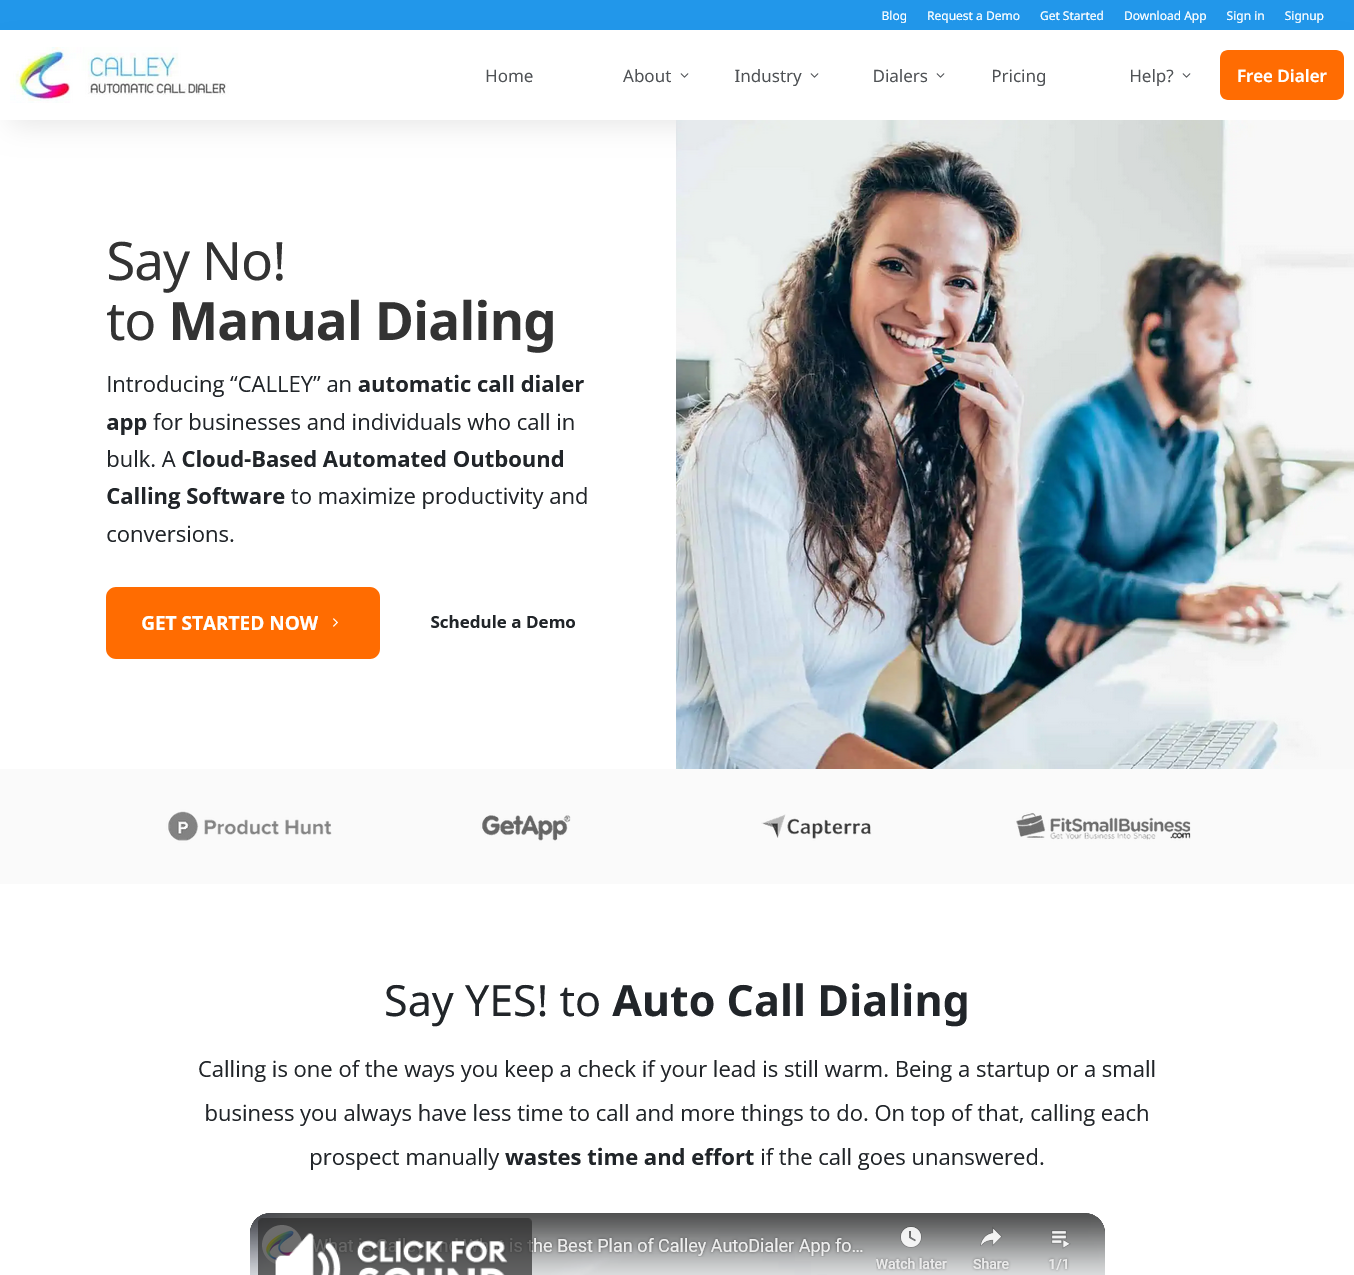 Blog Request a Demo Get Started Download App Sign in Signup
CALLEY
AUTOMATIC CALL DIALER
Home About Industry Dialers Pricing Help? Free Dialer
Say No!
to Manual Dialing
Introducing “CALLEY” an automatic call dialer
app for businesses and individuals who call in
bulk. A Cloud-Based Automated Outbound
Calling Software to maximize productivity and
conversions.
GET STARTED NOW
Schedule a Demo
P Product Hunt
GetApp®
Capterra
FitSmallBusiness
Get Your Business Into Shape .com
Say YES! to Auto Call Dialing
Calling is one of the ways you keep a check if your lead is still warm. Being a startup or a small
business you always have less time to call and more things to do. On top of that, calling each
prospect manually wastes time and effort if the call goes unanswered.
is the Best Plan of Calley AutoDialer App fo...
CLICK FOR
SOUND
Watch later Share 1/1